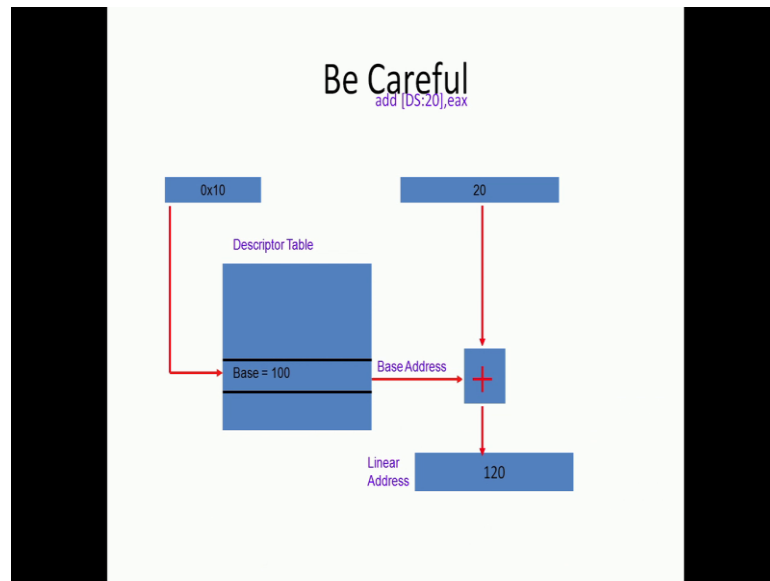 Be Careful
add [DS:20],eax
0x10
20
Descriptor Table
Base = 100
Base Address
+
Linear
Address
120